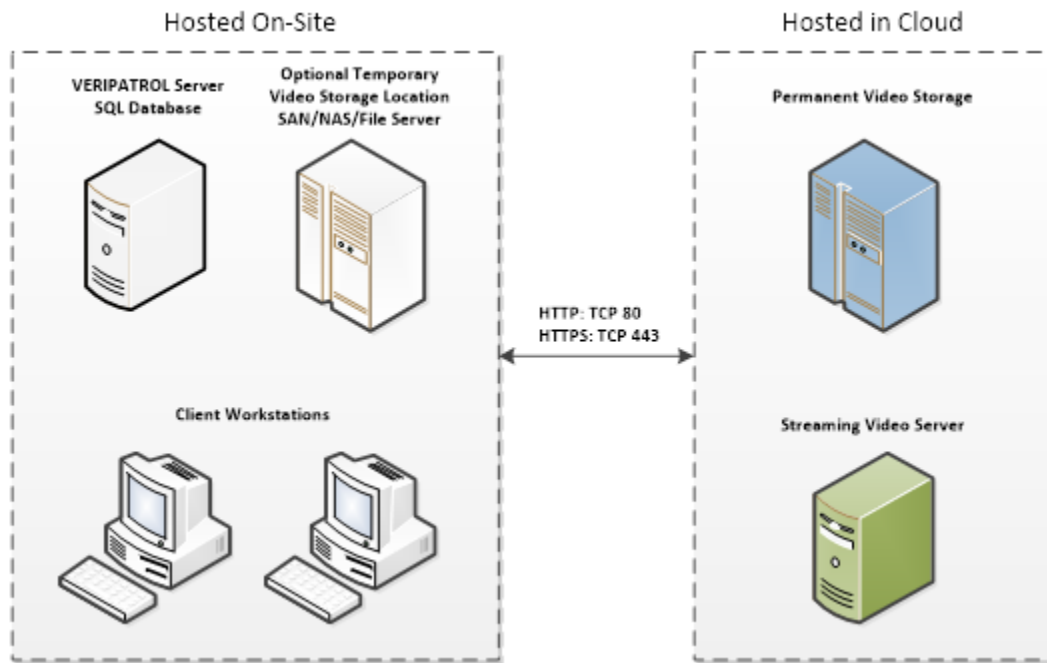 Hosted On-Site
VERIPATROL Server
SQL Database
Optional Temporary
Video Storage Location
SAN/NAS/File Server
Client Workstations
HTTP: TCP 80
HTTPS: TCP 443
Hosted in Cloud
Permanent Video Storage
Streaming Video Server